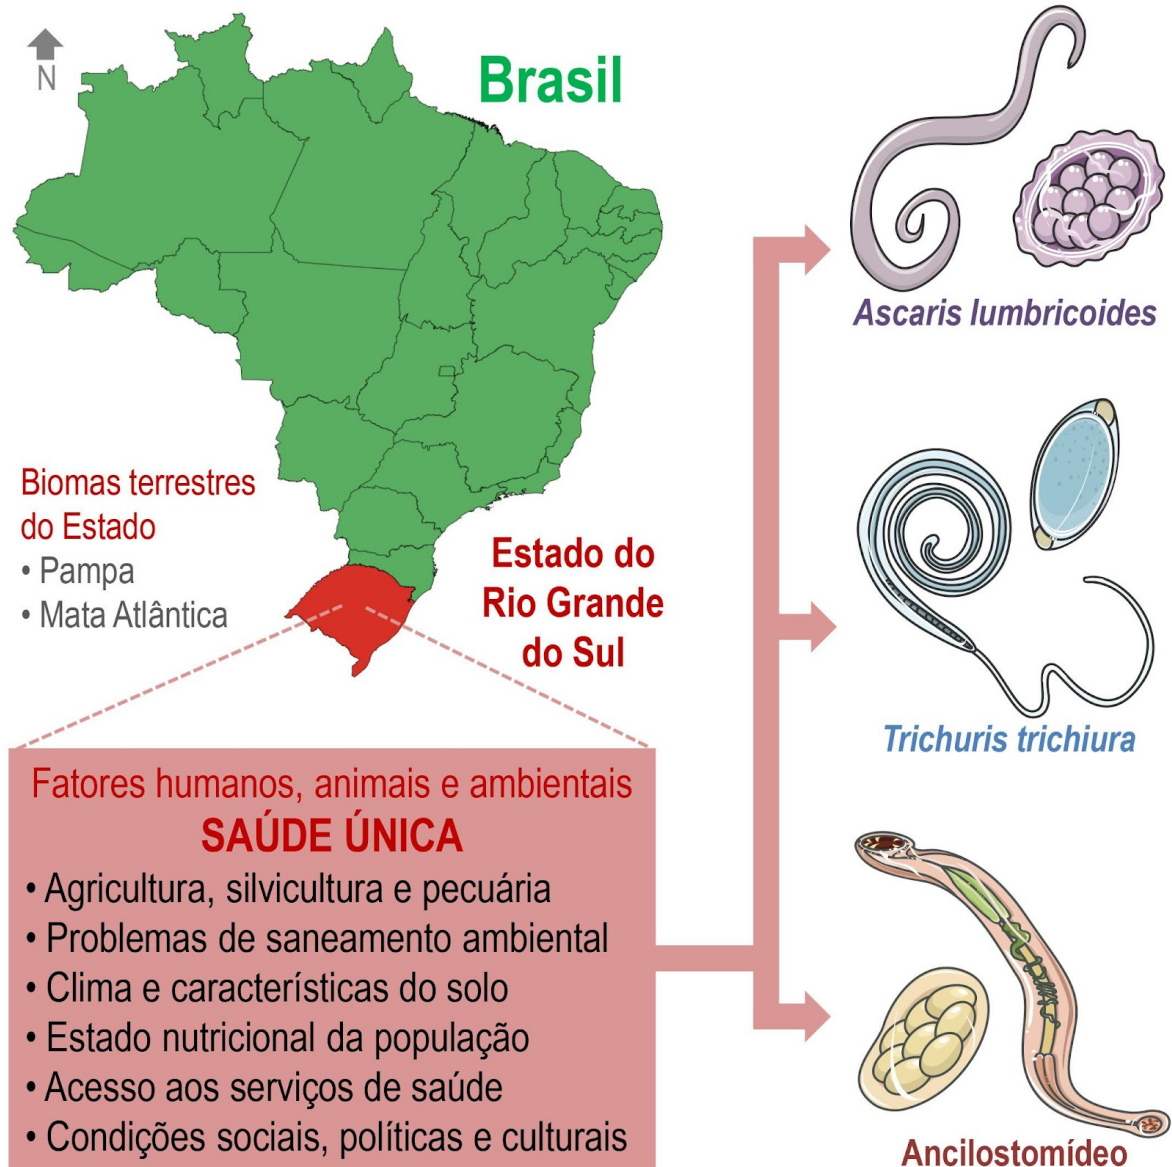 N
Brasil
Ascaris lumbricoides
Biomas terrestres
do Estado
• Pampa
• Mata Atlântica
Estado do
Rio Grande
do Sul
Trichuris trichiura
Fatores humanos, animais e ambientais
SAÚDE ÚNICA
• Agricultura, silvicultura e pecuária
• Problemas de saneamento ambiental
• Clima e características do solo
• Estado nutricional da população
• Acesso aos serviços de saúde
• Condições sociais, políticas e culturais
Ancilostomídeo